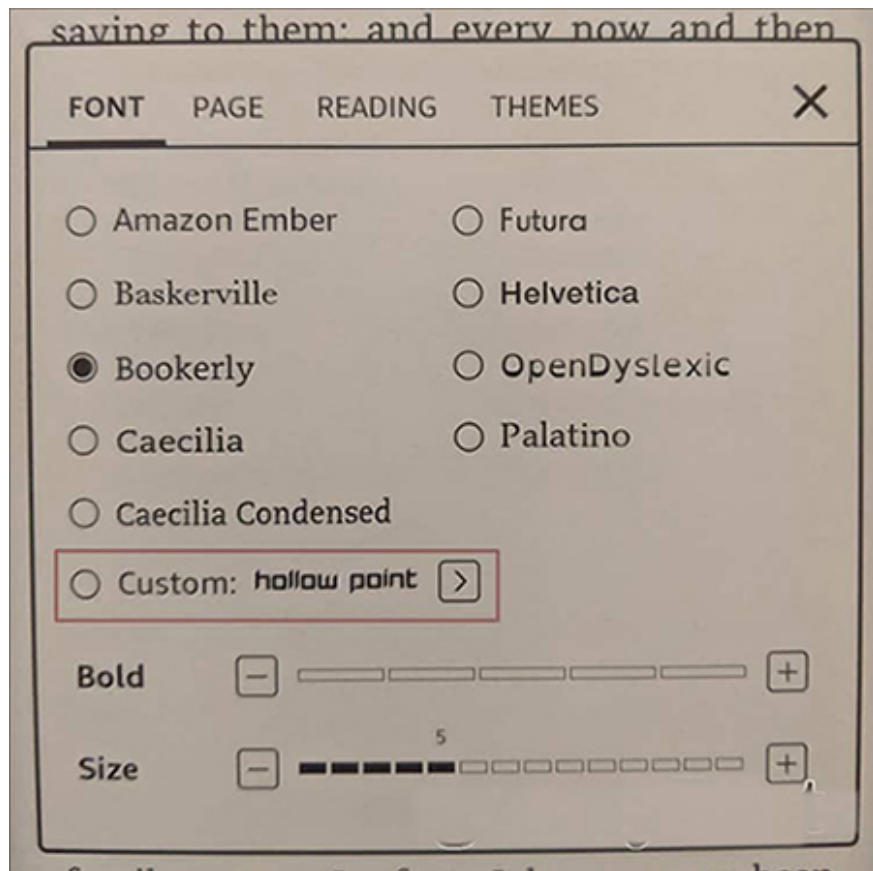 saying to them; and every now and then
FONT PAGE READING THEMES
Amazon Ember
Futura
Baskerville
Helvetica
Bookerly
OpenDyslexic
Caecilia
Palatino
Caecilia Condensed
Custom: hollow point
Bold
5
Size